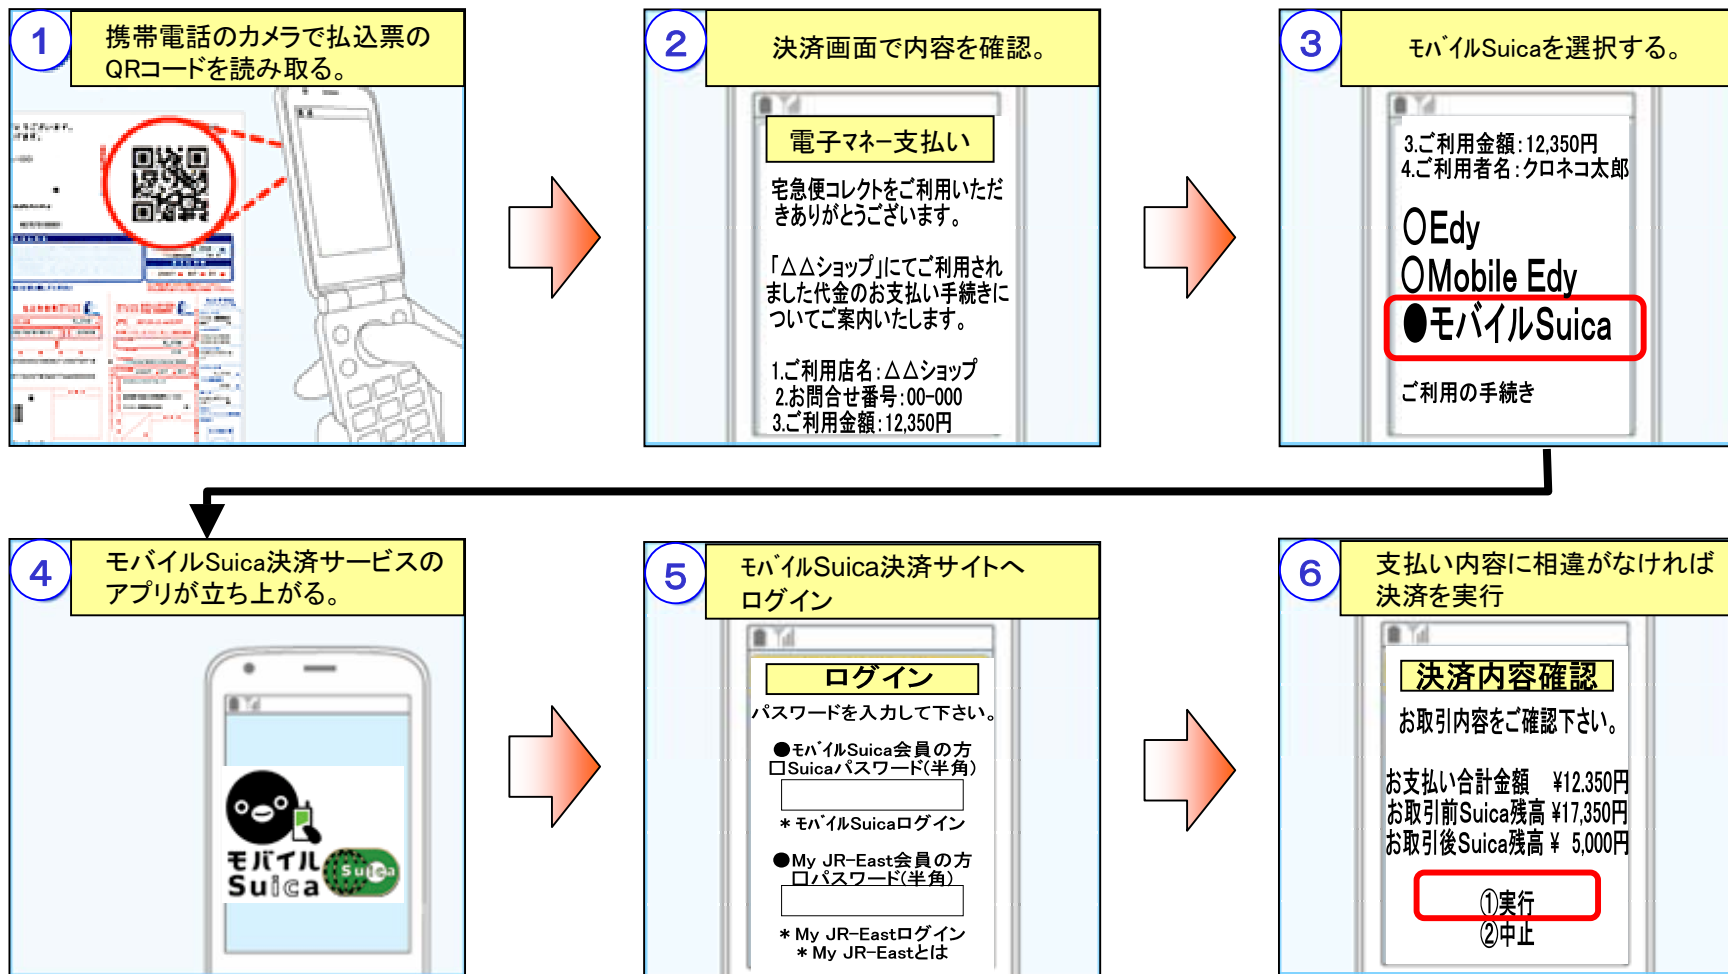 1
携帯電話のカメラで払込票の
QRコードを読み取る。
2
決済画面で内容を確認。
電子マネー支払い
宅急便コレクトをご利用いただ
きありがとうございます。
「△△ショップ」にてご利用され
ました代金のお支払い手続きに
ついてご案内いたします。
1.ご利用店名:△△ショップ
2.お問合せ番号:00-000
3.ご利用金額:12,350円
3
ﾓﾊﾞｲﾙSuicaを選択する。
3.ご利用金額:12,350円
4.ご利用者名:クロネコ太郎
○Edy
○Mobile Edy
●モバイルSuica
ご利用の手続き
4
モバイルSuica決済サービスの
アプリが立ち上がる。
モバイル
Suica
Suica
5
ﾓﾊﾞｲﾙSuica決済サイトへ
ログイン
ログイン
パスワードを入力して下さい。
●ﾓﾊﾞｲﾙSuica会員の方
□Suicaパスワード(半角)
*ﾓﾊﾞｲﾙSuicaログイン
●My JR-East会員の方
□パスワード(半角)
* My JR-Eastログイン
* My JR-Eastとは
6
支払い内容に相違がなければ
決済を実行
決済内容確認
お取引内容をご確認下さい。
お支払い合計金額 ¥12.350円
お取引前Suica残高 ¥17,350円
お取引後Suica残高 ¥ 5,000円
①実行
②中止